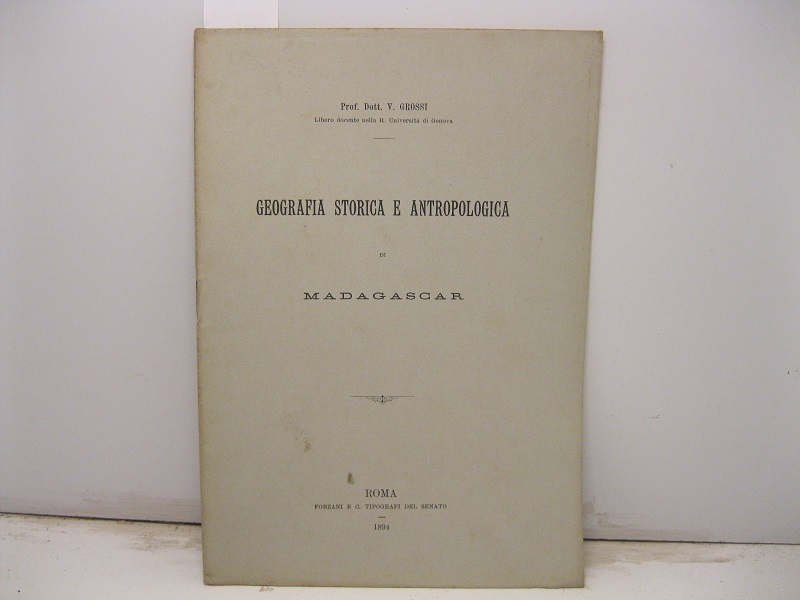 Prof. Dott. V. GROSSI
Libero docente nella R. Università di Genova
GEOGRAFIA STORICA E ANTROPOLOGICA
DI
MADAGASCAR
ROMA
FORZANI E C. TIPOGRAFI DEL SENATO
1894